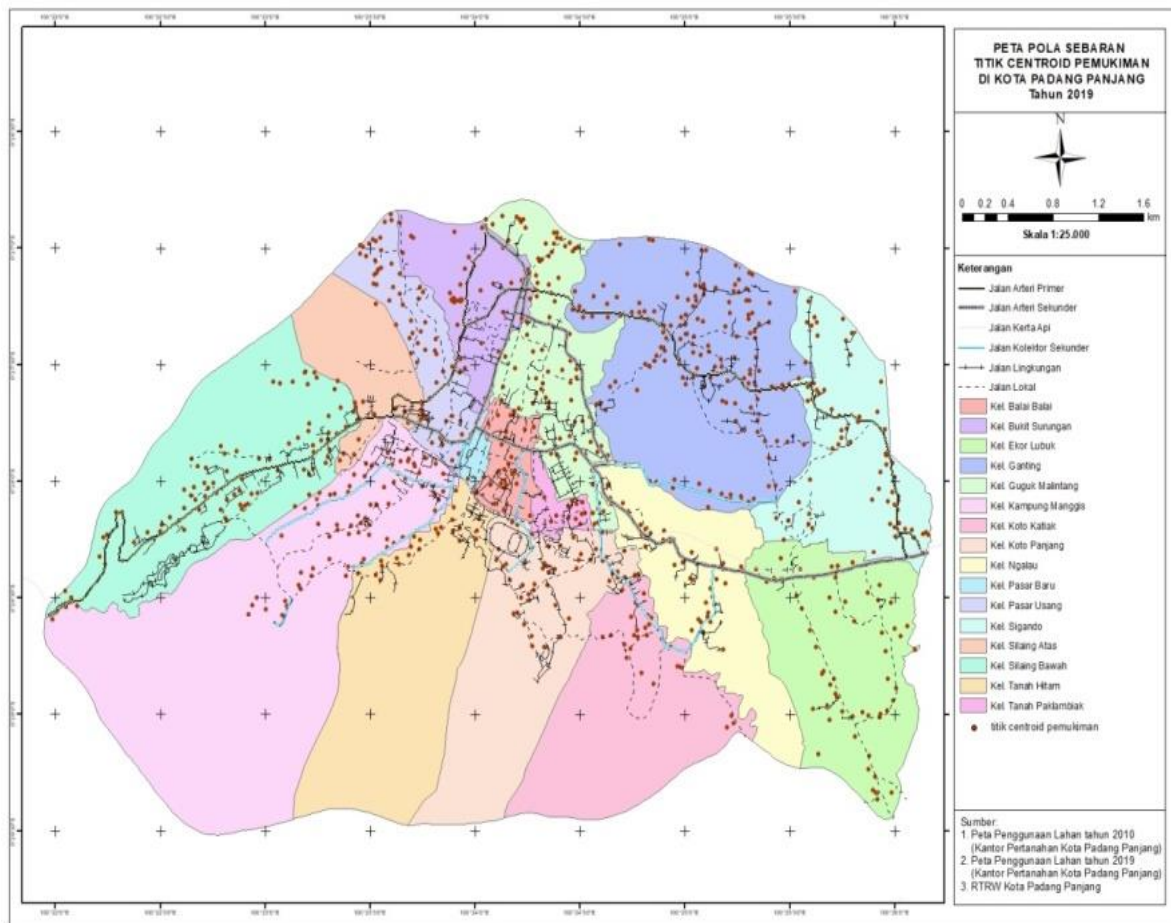 PETA POLA SEBARAN
TITIK CENTROID PEMUKIMAN
DI KOTA PADANG PANJANG
Tahun 2019
N
0 0.2 0.4 0.8 1.2 1.6
km
Skala 1:25.000
Keterangan
Jalan Arteri Primer
Jalan Arteri Sekunder
Jalan Kerta Api
Jalan Kolektor Sekunder
Jalan Lingkungan
Jalan Lokal
Kel. Balai Balai
Kel. Bukit Surungan
Kel. Ekor Lubuk
Kel. Ganting
Kel. Guguk Malintang
Kel. Kampung Manggis
Kel. Koto Katiak
Kel. Koto Panjang
Kel. Ngalau
Kel. Pasar Baru
Kel. Pasar Usang
Kel. Sigando
Kel. Silaing Atas
Kel. Silaing Bawah
Kel. Tanah Hitam
Kel. Tanah Paklambiak
titik centroid pemukiman
Sumber:
1. Peta Penggunaan Lahan tahun 2010
(Kantor Pertanahan Kota Padang Panjang)
2. Peta Penggunaan Lahan tahun 2019
(Kantor Pertanahan Kota Padang Panjang)
3. RTRW Kota Padang Panjang